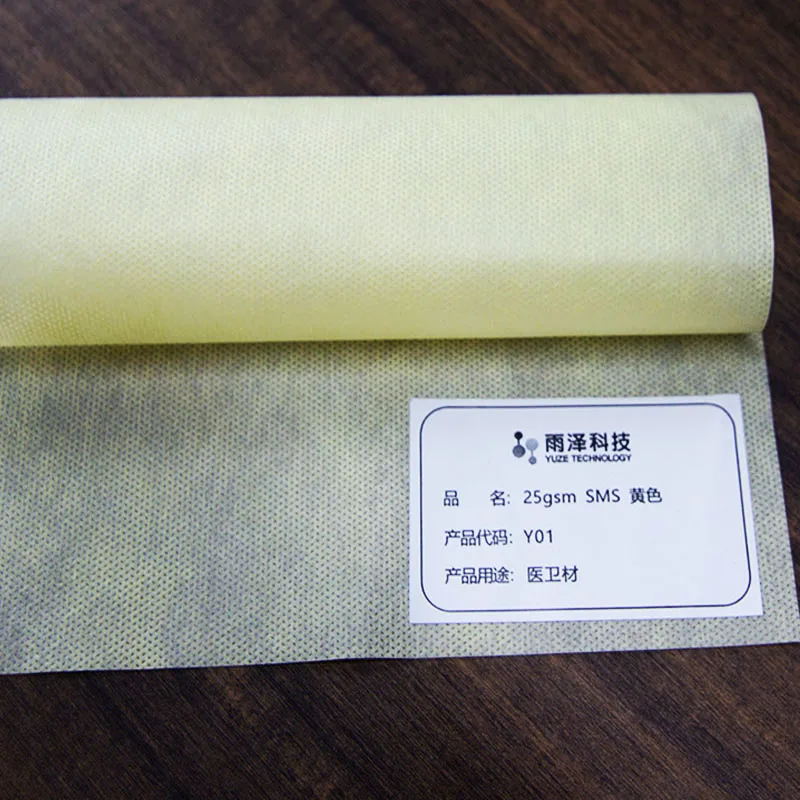 雨泽科技
YUZE TECHNOLOGY
品 名: 25gsm SMS 黄色
产品代码: Y01
产品用途: 医卫材